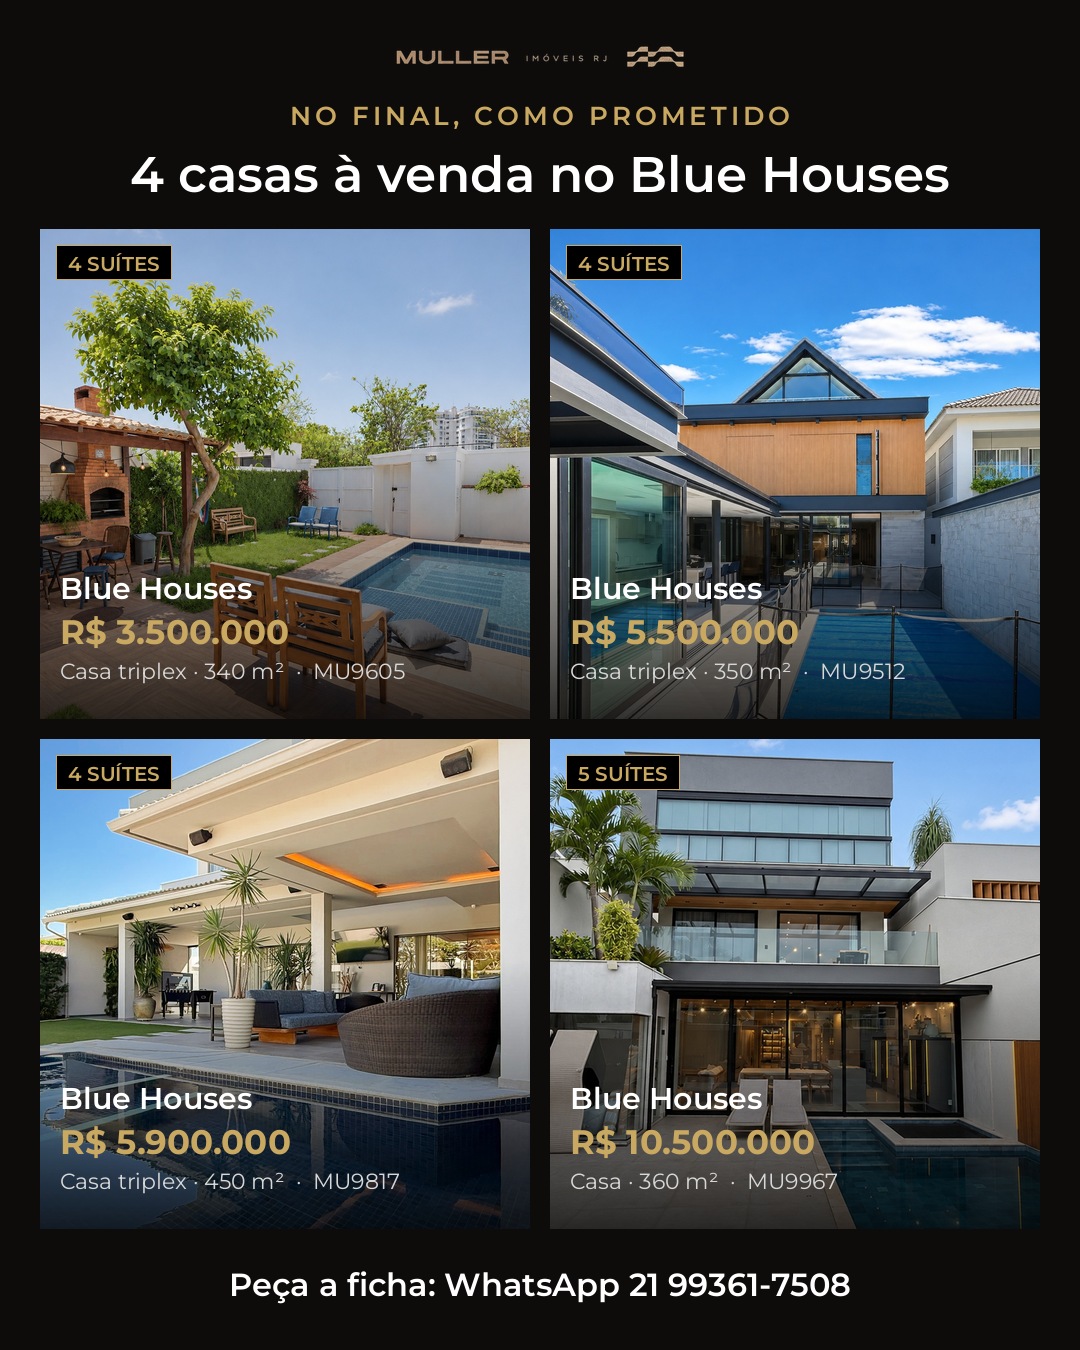 MULLER IMÓVEIS RJ
NO FINAL, COMO PROMETIDO
4 casas à venda no Blue Houses
4 SUÍTES
Blue Houses
R$ 3.500.000
Casa triplex · 340 m² · MU9605
4 SUÍTES
Blue Houses
R$ 5.500.000
Casa triplex · 350 m² · MU9512
4 SUÍTES
Blue Houses
R$ 5.900.000
Casa triplex · 450 m² · MU9817
5 SUÍTES
Blue Houses
R$ 10.500.000
Casa · 360 m² · MU9967
Peça a ficha: WhatsApp 21 99361-7508